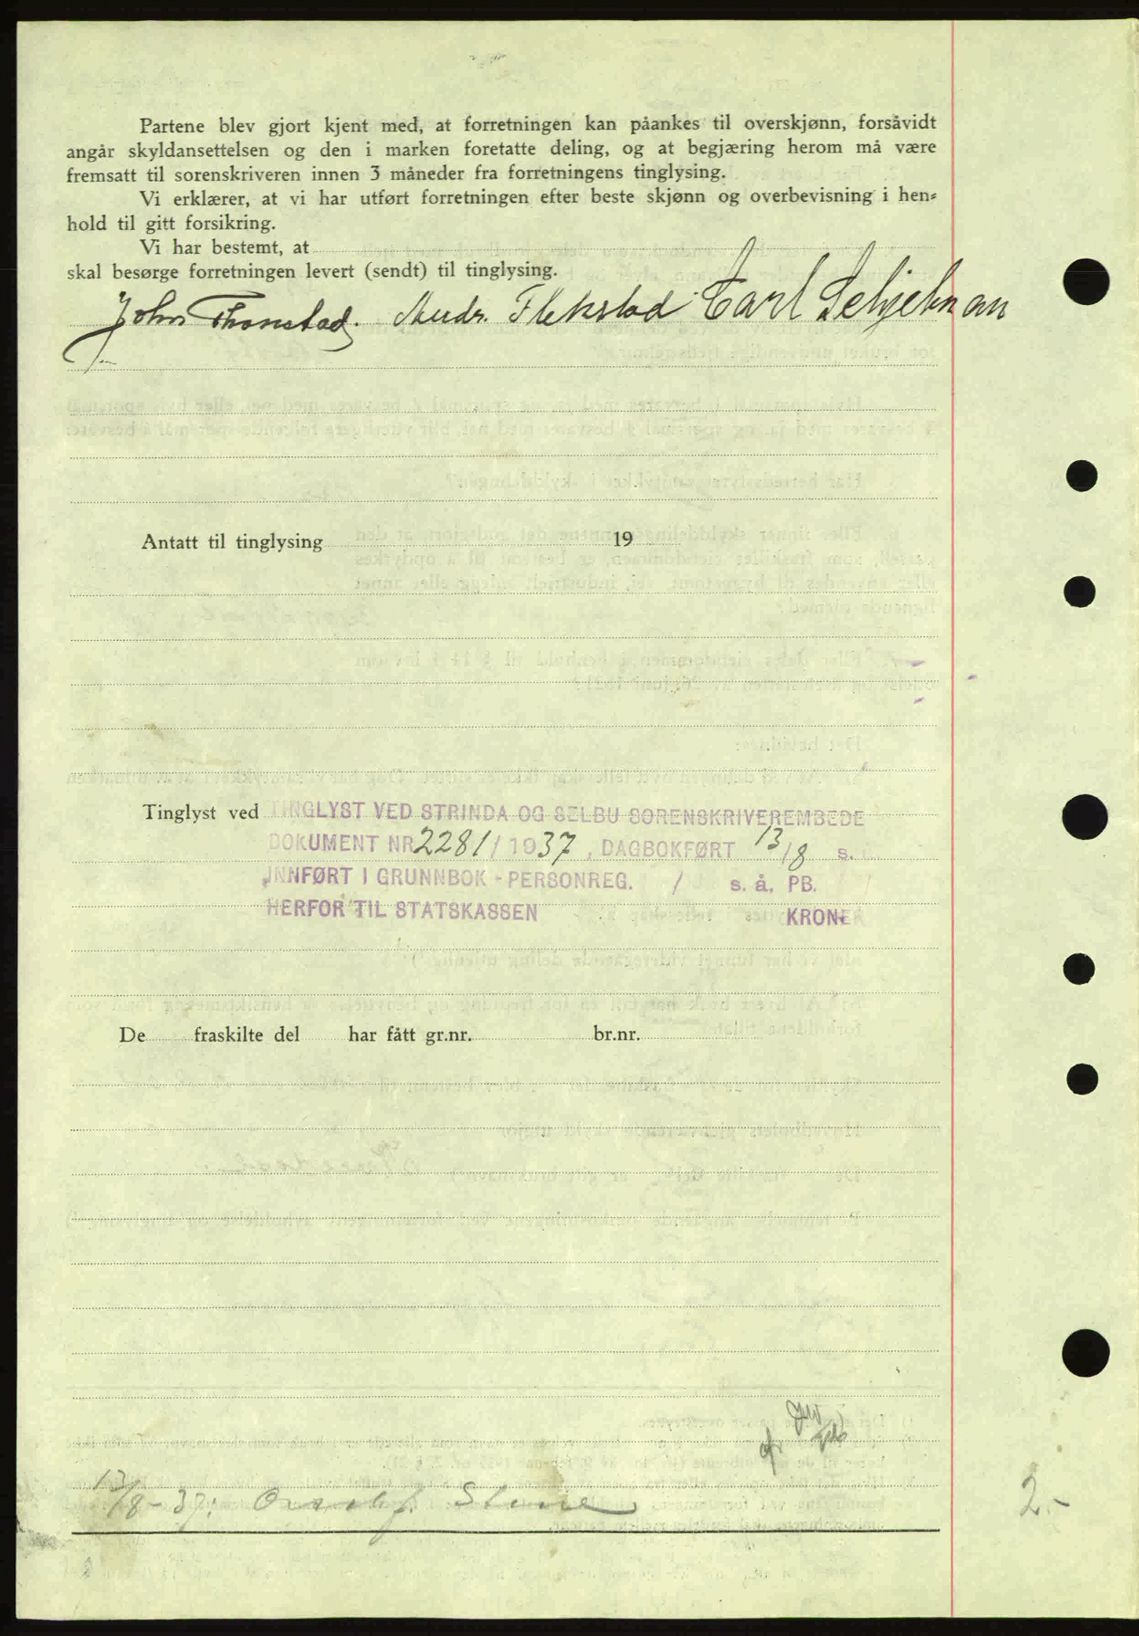 Partene blev gjort kjent med, at forretningen kan påankes til overskjønn, forsåvidt
angår skyldansettelsen og den i marken foretatte deling, og at begjæring herom må være
fremsatt til sorenskriveren innen 3 måneder fra forretningens tinglysing.
Vi erklærer, at vi har utført forretningen efter beste skjønn og overbevisning i hen-
hold til gitt forsikring.
Vi har bestemt, at
skal besørge forretningen levert (sendt) til tinglysing.
John Thonstad. Andr. Flekstad Carl Schjelman
Antatt til tinglysing 19
Tinglyst ved TINGLYST VED STRINDA OG SELBU SORENSKRIVEREMBEDE
DOKUMENT NR 2281/1937, DAGBOKFØRT 13/8 s.
INNFØRT I GRUNNBOK - PERSONREG. / s. å. PB.
HERFOR TIL STATSKASSEN KRONER
De fraskilte del har fått gr.nr. br.nr.
13/8-37:
2.-